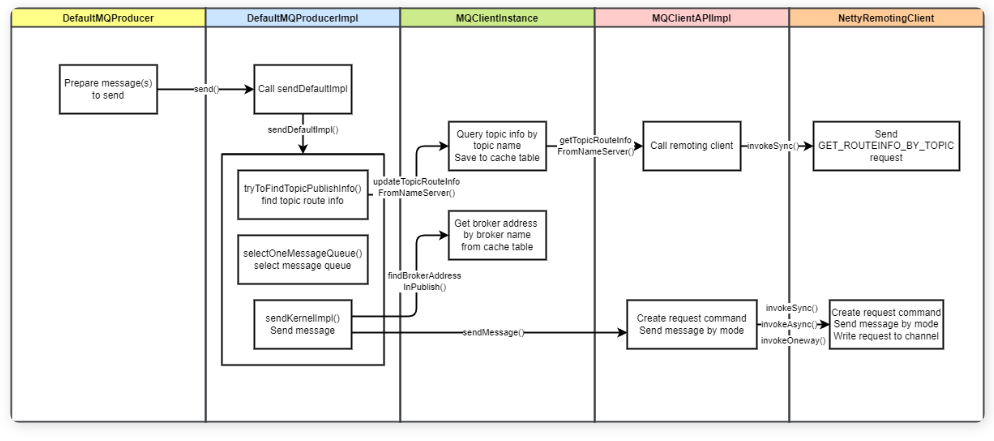 DefaultMQProducer
DefaultMQProducerImpl
MQClientInstance
MQClientAPIImpl
NettyRemotingClient
Prepare message(s)
to send
send()
Call sendDefaultImpl
sendDefaultImpl()
tryToFindTopicPublishInfo()
find topic route info
updateTopicRouteInfo
FromNameServer()
Query topic info by
topic name
Save to cache table
getTopicRouteInfo
FromNameServer()
Call remoting client
invokeSync()
Send
GET_ROUTEINFO_BY_TOPIC
request
selectOneMessageQueue()
select message queue
Get broker address
by broker name
from cache table
findBrokerAddress
InPublish()
sendKernelImpl()
Send message
sendMessage()
Create request command
Send message by mode
invokeSync()
invokeAsync()
invokeOneway()
Create request command
Send message by mode
Write request to channel